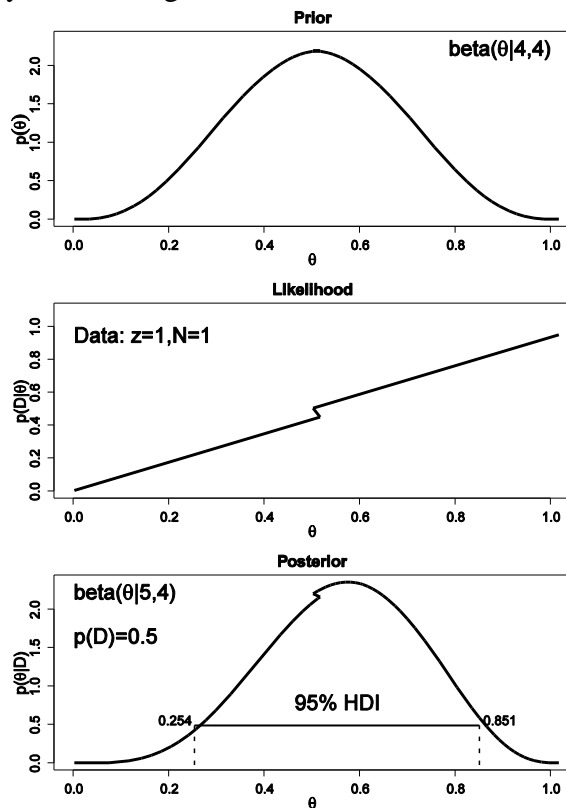 Prior
beta(θ|4,4)
p(θ)
0.0 0.5 1.0 1.5 2.0
0.0 0.2 0.4 0.6 0.8 1.0
θ
Likelihood
Data: z=1,N=1
p(D|θ)
0.0 0.2 0.4 0.6 0.8 1.0
0.0 0.2 0.4 0.6 0.8 1.0
θ
Posterior
beta(θ|5,4)
p(D)=0.5
p(θ|D)
95% HDI
0.254 0.851
0.0 0.5 1.0 1.5 2.0
0.0 0.2 0.4 0.6 0.8 1.0
θ